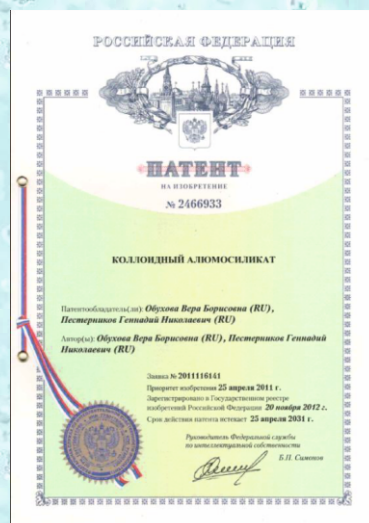 РОССИЙСКАЯ ФЕДЕРАЦИЯ
ПАТЕНТ
НА ИЗОБРЕТЕНИЕ
№ 2466933
КОЛЛОИДНЫЙ АЛЮМОСИЛИКАТ
Патентообладатель(ли): Обухова Вера Борисовна (RU),
Пестерников Геннадий Николаевич (RU)
Автор(ы): Обухова Вера Борисовна (RU), Пестерников Геннадий
Николаевич (RU)
Заявка № 2011116141
Приоритет изобретения 25 апреля 2011 г.
Зарегистрировано в Государственном реестре
изобретений Российской Федерации 20 ноября 2012 г.
Срок действия патента истекает 25 апреля 2031 г.
Руководитель Федеральной службы
по интеллектуальной собственности
Б.П. Симонов